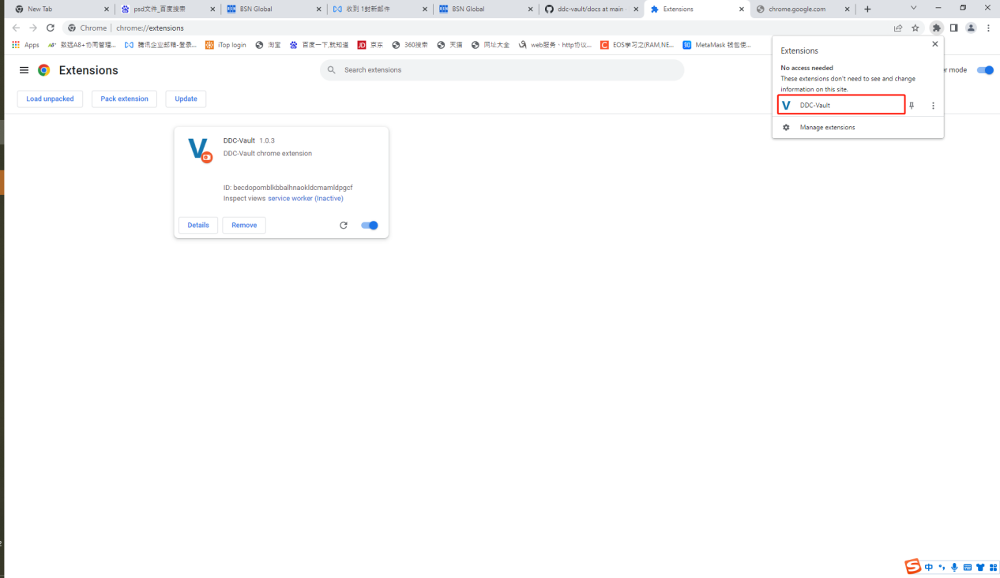 New Tab
psd文件_百度搜索
BSN Global
收到 1封新邮件
BSN Global
ddc-vault/docs at main
Extensions
chrome.google.com
Chrome
chrome://extensions
Apps
致远A8+协同管理...
腾讯企业邮箱-登录...
iTop login
淘宝
百度一下,就知道
JD 京东
360搜索
天猫
网址大全
web服务 - http协议...
C EOS学习之(RAM,NE...
知 MetaMask 钱包使...
Extensions
Search extensions
r mode
Load unpacked
Pack extension
Update
Extensions
No access needed
These extensions don't need to see and change
information on this site.
DDC-Vault
Manage extensions
DDC-Vault 1.0.3
DDC-Vault chrome extension
ID: becdopomblkbbalhnaokldcmamldpgcf
Inspect views service worker (Inactive)
Details
Remove
中